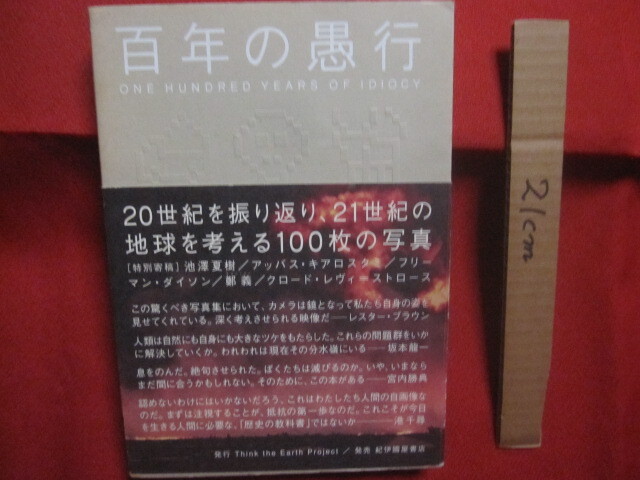 百年の愚行
ONE HUNDRED YEARS OF IDIOCY
20世紀を振り返り、21世紀の
地球を考える100枚の写真
[特別寄稿] 池澤夏樹／アッバス・キアロスタミ／フリー
マン・ダイソン／鄭 義／クロード・レヴィ＝ストロース
この驚くべき写真集において、カメラは鏡となって私たち自身の姿を
見せてくれている。深く考えさせられる映像だ――レスター・ブラウン
人類は自然にも自身にも大きなツケをもたらした。これらの問題群をいか
に解決していくか。われわれは現在その分水嶺にいる――坂本龍一
息をのんだ。絶句させられた。ぼくたちは滅びるのか。いや、いまなら
まだ間に合うかもしれない。そのために、この本がある――宮内勝典
認めないわけにはいかないだろう、これはわたしたち人間の自画像な
のだ。まずは注視することが、抵抗の第一歩なのだ。これこそが今日
を生きる人間に必要な、「歴史の教科書」ではないか――港千尋
発行 Think the Earth Project ／ 発売 紀伊國屋書店
21cm